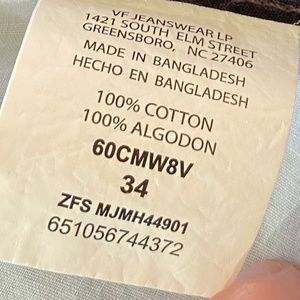 VF JEANSWEAR LP
1421 SOUTH ELM STREET
GREENSBORO, NC 27406
MADE IN BANGLADESH
HECHO EN BANGLADESH
100% COTTON
100% ALGODON
60CMW8V
34
ZFS MJMH44901
651056744372